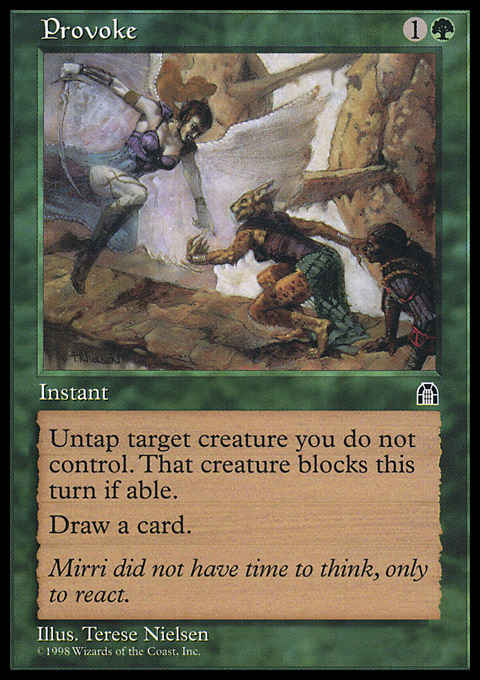 Provoke 1
T. Nielsen
Instant
Untap target creature you do not
control. That creature blocks this
turn if able.
Draw a card.
Mirri did not have time to think, only
to react.
Illus. Terese Nielsen
©1998 Wizards of the Coast, Inc.